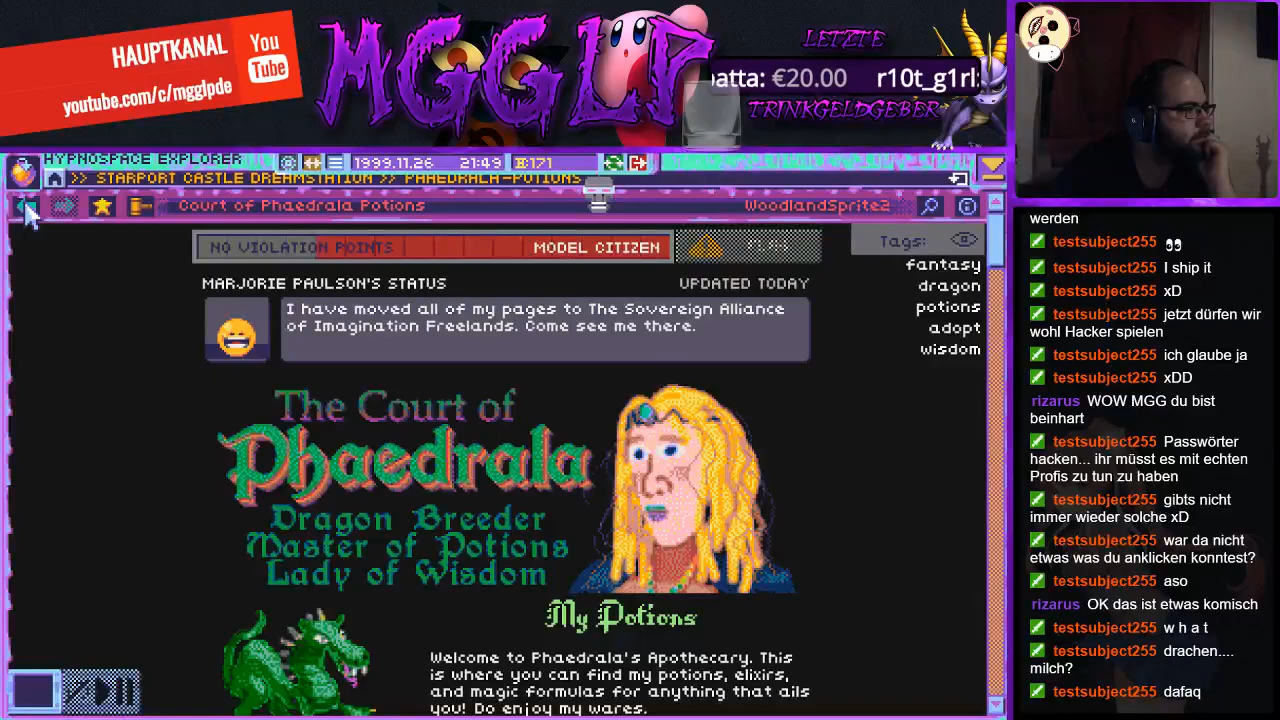 HAUPTKANAL
You
Tube
youtube.com/c/mgglpde
MGGLP
LETZTE
patta: €20.00 r10t_g1rl
TRINKGELDGEBER
HYPNOSPACE EXPLORER
1999.11.26 21:49
171
>> STARPORT CASTLE DREAMSTATION >> PHAEDRALA-POTIONS
Court of Phaedrala Potions
WoodlandSprite2
NO VIOLATION POINTS
MODEL CITIZEN
Tags:
fantasy
dragon
potions
adopt
wisdom
MARJORIE PAULSON'S STATUS
UPDATED TODAY
I have moved all of my pages to The Sovereign Alliance
of Imagination Freelands. Come see me there.
The Court of
Phaedrala
Dragon Breeder
Master of Potions
Lady of Wisdom
My Potions
Welcome to Phaedrala's Apothecary. This
is where you can find my potions, elixirs,
and magic formulas for anything that ails
you! Do enjoy my wares.
werden
testsubject255
testsubject255 I ship it
testsubject255 xD
testsubject255 jetzt dürfen wir
wohl Hacker spielen
testsubject255 ich glaube ja
testsubject255 xDD
rizarus WOW MGG du bist
beinhart
testsubject255 Passwörter
hacken... ihr müsst es mit echten
Profis zu tun zu haben
testsubject255 gibts nicht
immer wieder solche xD
testsubject255 war da nicht
etwas was du anklicken konntest?
testsubject255 aso
rizarus OK das ist etwas komisch
testsubject255 w h a t
testsubject255 drachen....
milch?
testsubject255 dafaq